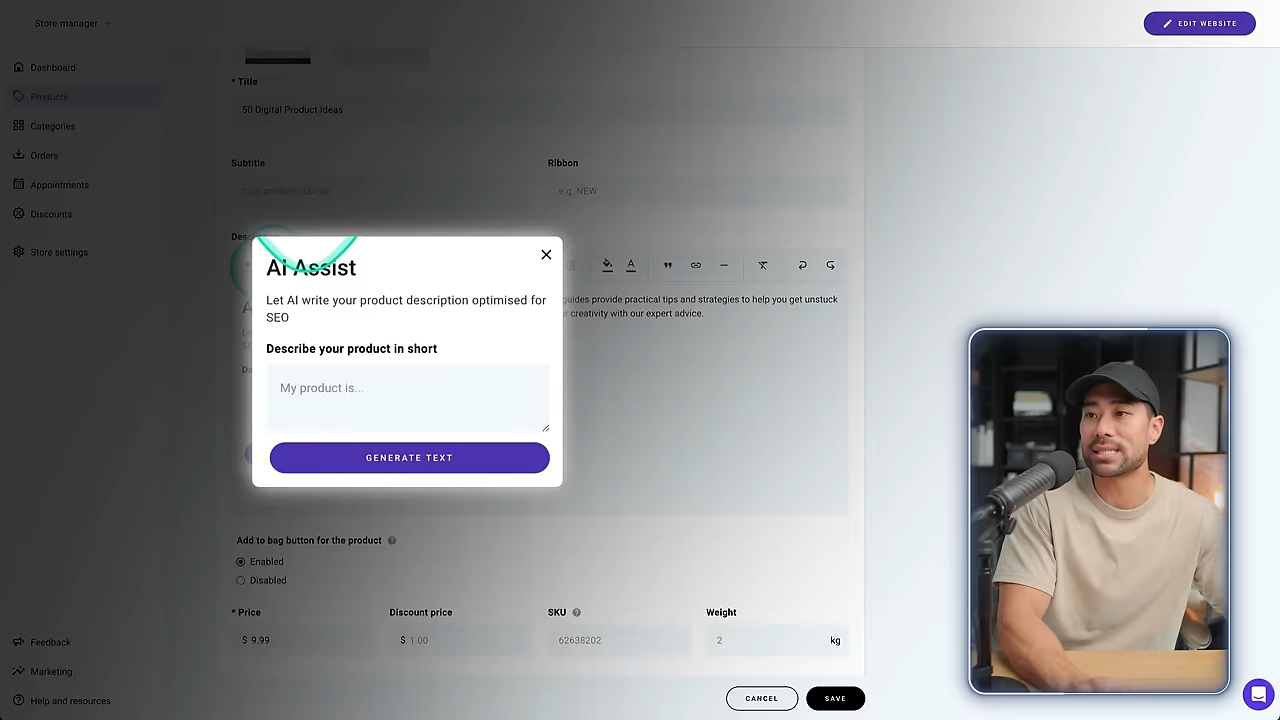 Store manager
EDIT WEBSITE
Dashboard
Products
Categories
Orders
Appointments
Discounts
Store settings
* Title
50 Digital Product ideas
Subtitle
Ribbon
Your product subtitle
e.g. NEW
AI Assist
Let AI write your product description optimised for
SEO
Describe your product in short
My product is...
GENERATE TEXT
guides provide practical tips and strategies to help you get unstuck
creativity with our expert advice.
Add to bag button for the product
Enabled
Disabled
* Price
Discount price
SKU
Weight
$ 9.99
$ 1.00
62638202
2
kg
Feedback
Marketing
Help and resources
CANCEL
SAVE